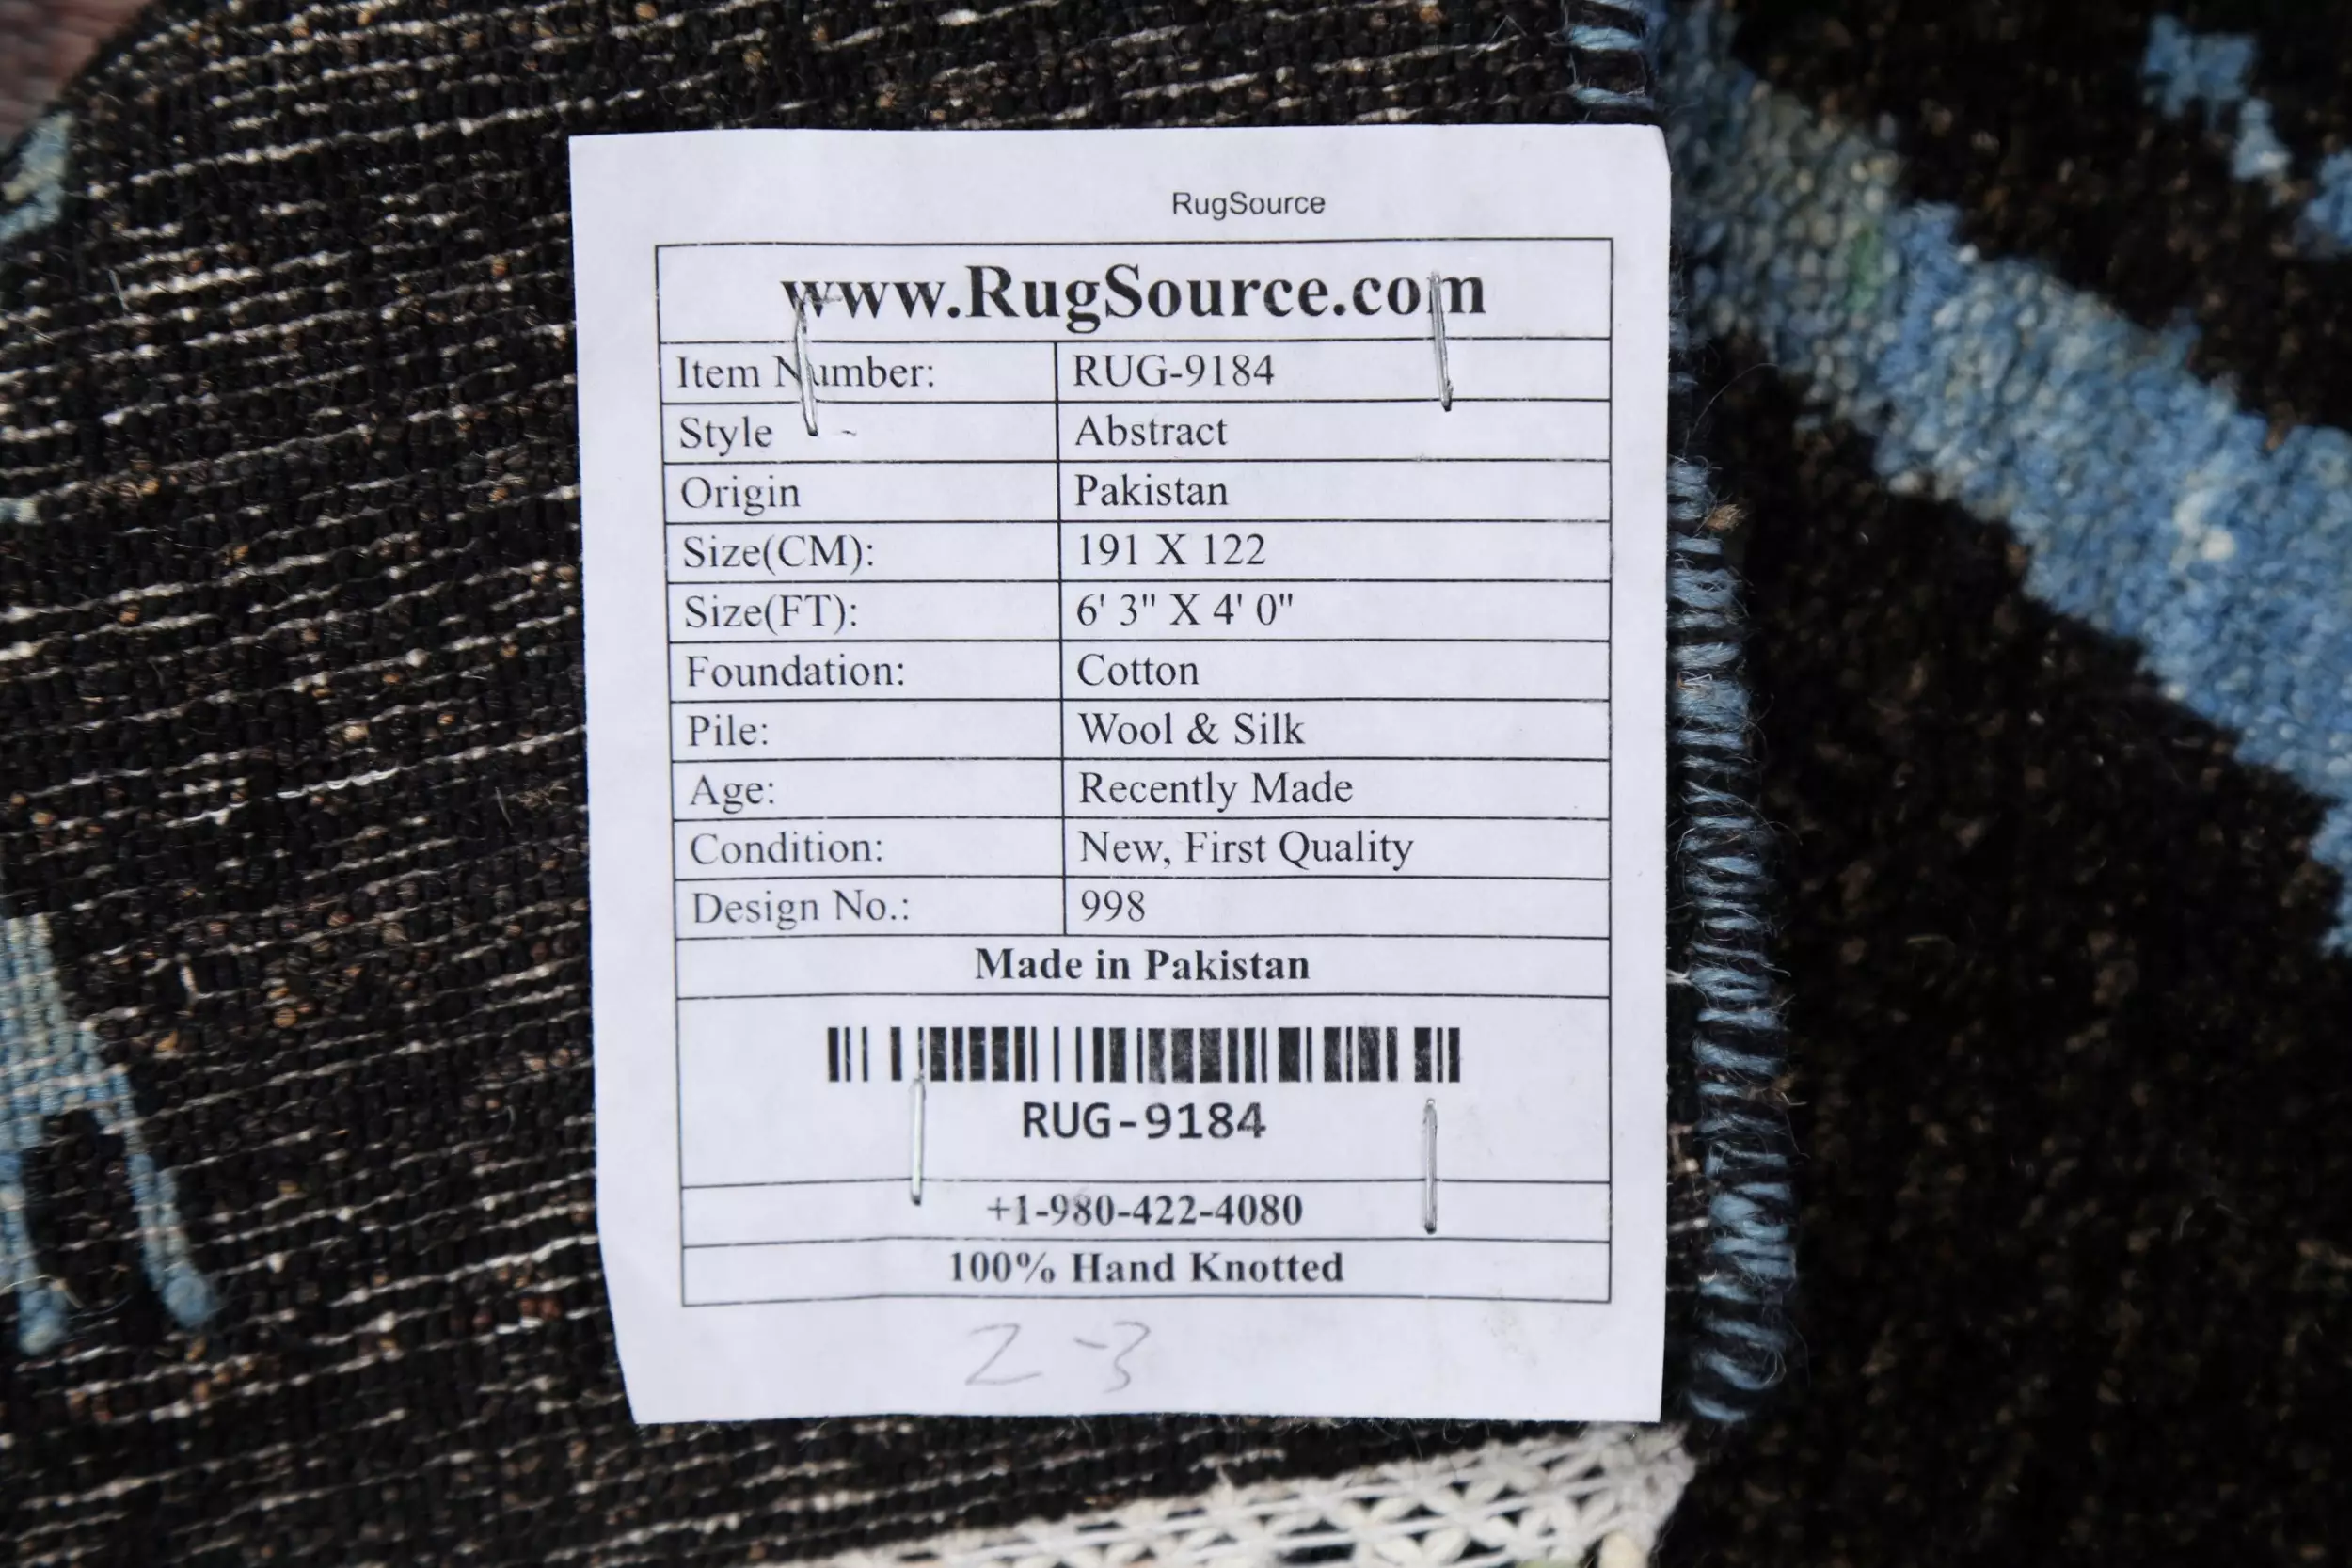 RugSource
www.RugSource.com
Item Number: RUG-9184
Style Abstract
Origin Pakistan
Size(CM): 191 X 122
Size(FT): 6' 3" X 4' 0"
Foundation: Cotton
Pile: Wool & Silk
Age: Recently Made
Condition: New, First Quality
Design No.: 998
Made in Pakistan
RUG-9184
+1-980-422-4080
100% Hand Knotted
Z-3